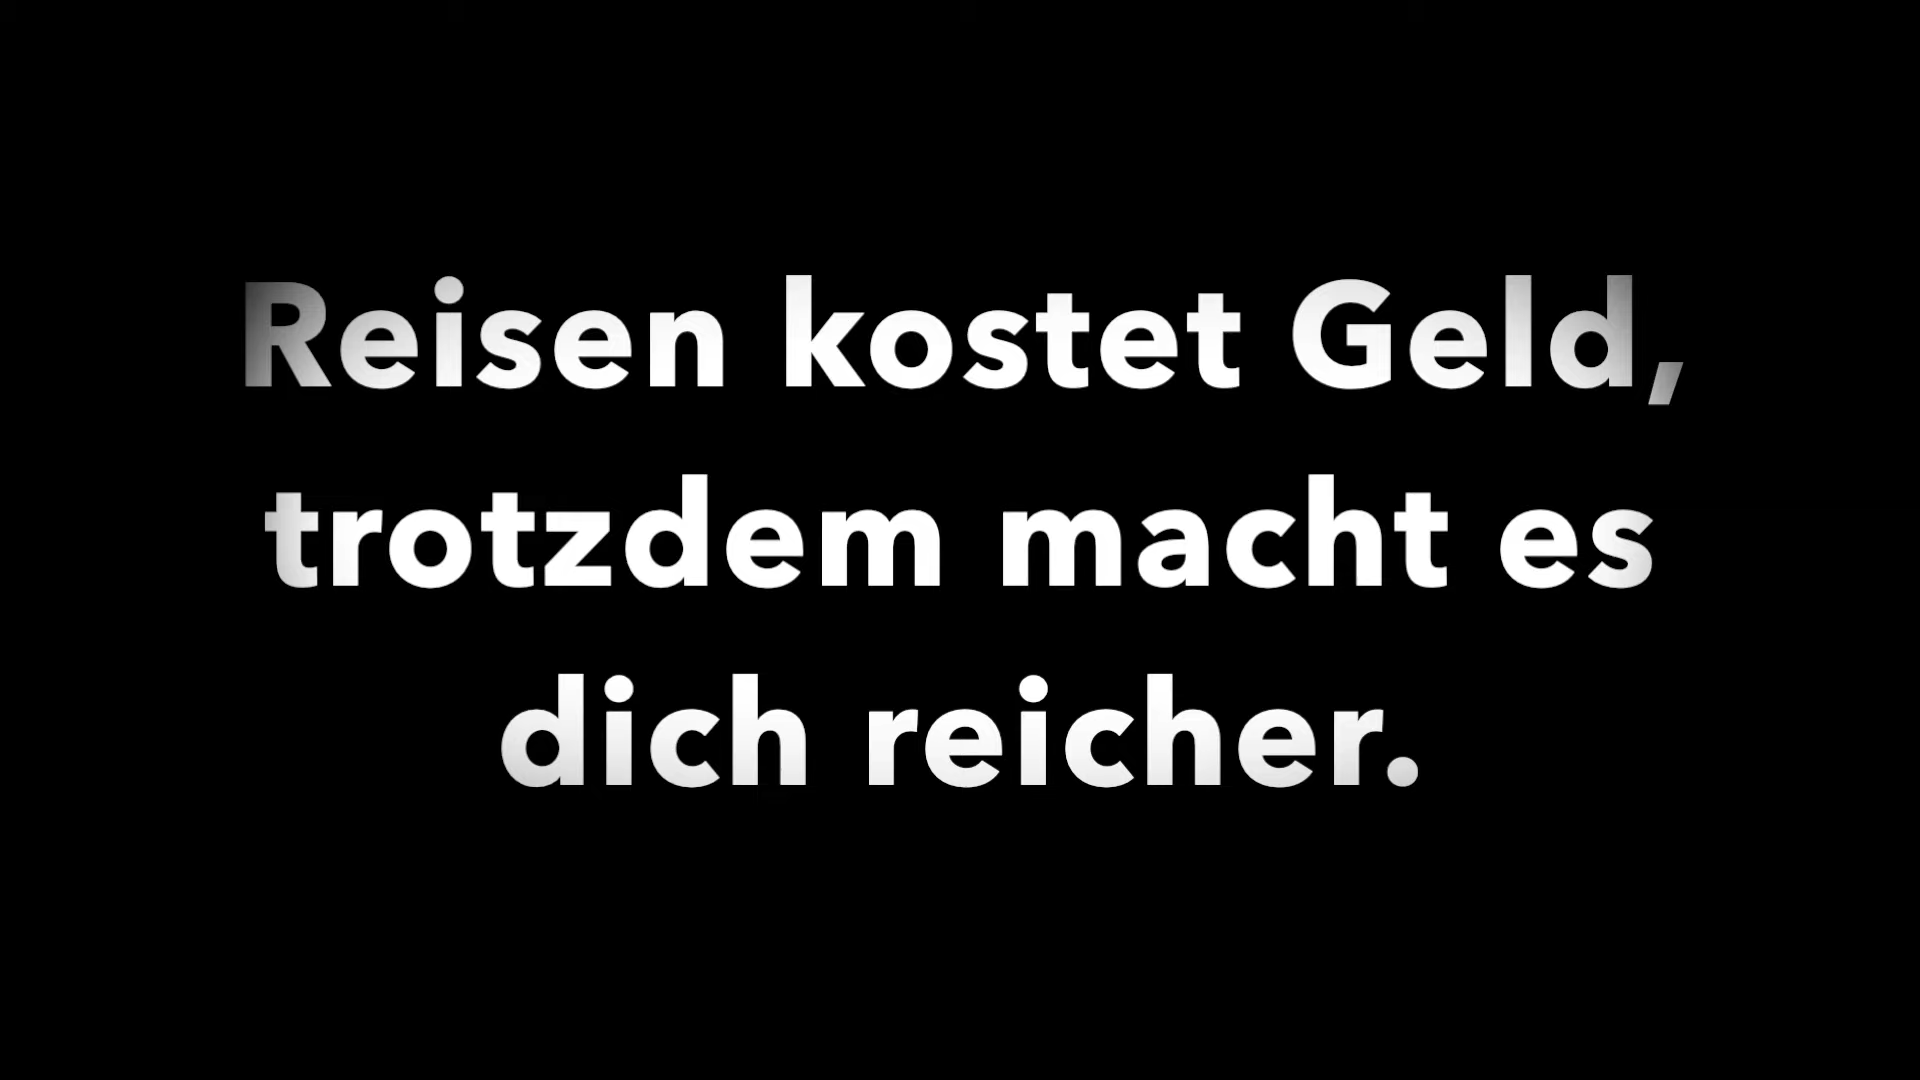 Reisen kostet Geld,
trotzdem macht es
dich reicher.